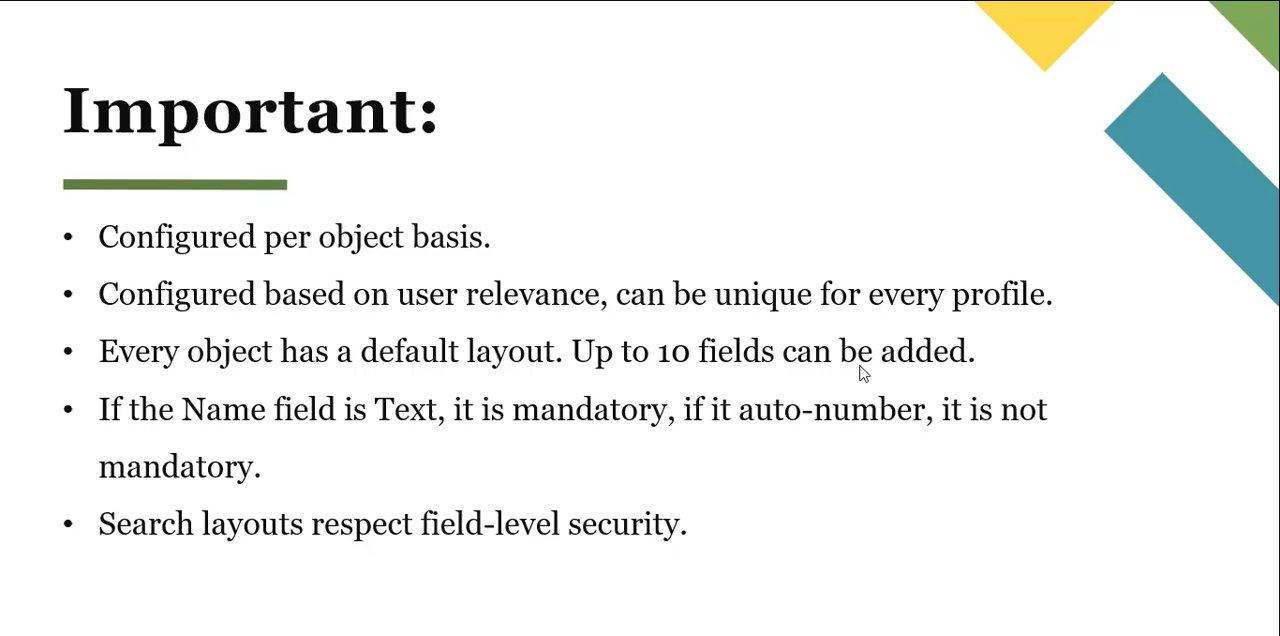 Important:
• Configured per object basis.
• Configured based on user relevance, can be unique for every profile.
• Every object has a default layout. Up to 10 fields can be added.
• If the Name field is Text, it is mandatory, if it auto-number, it is not
mandatory.
• Search layouts respect field-level security.